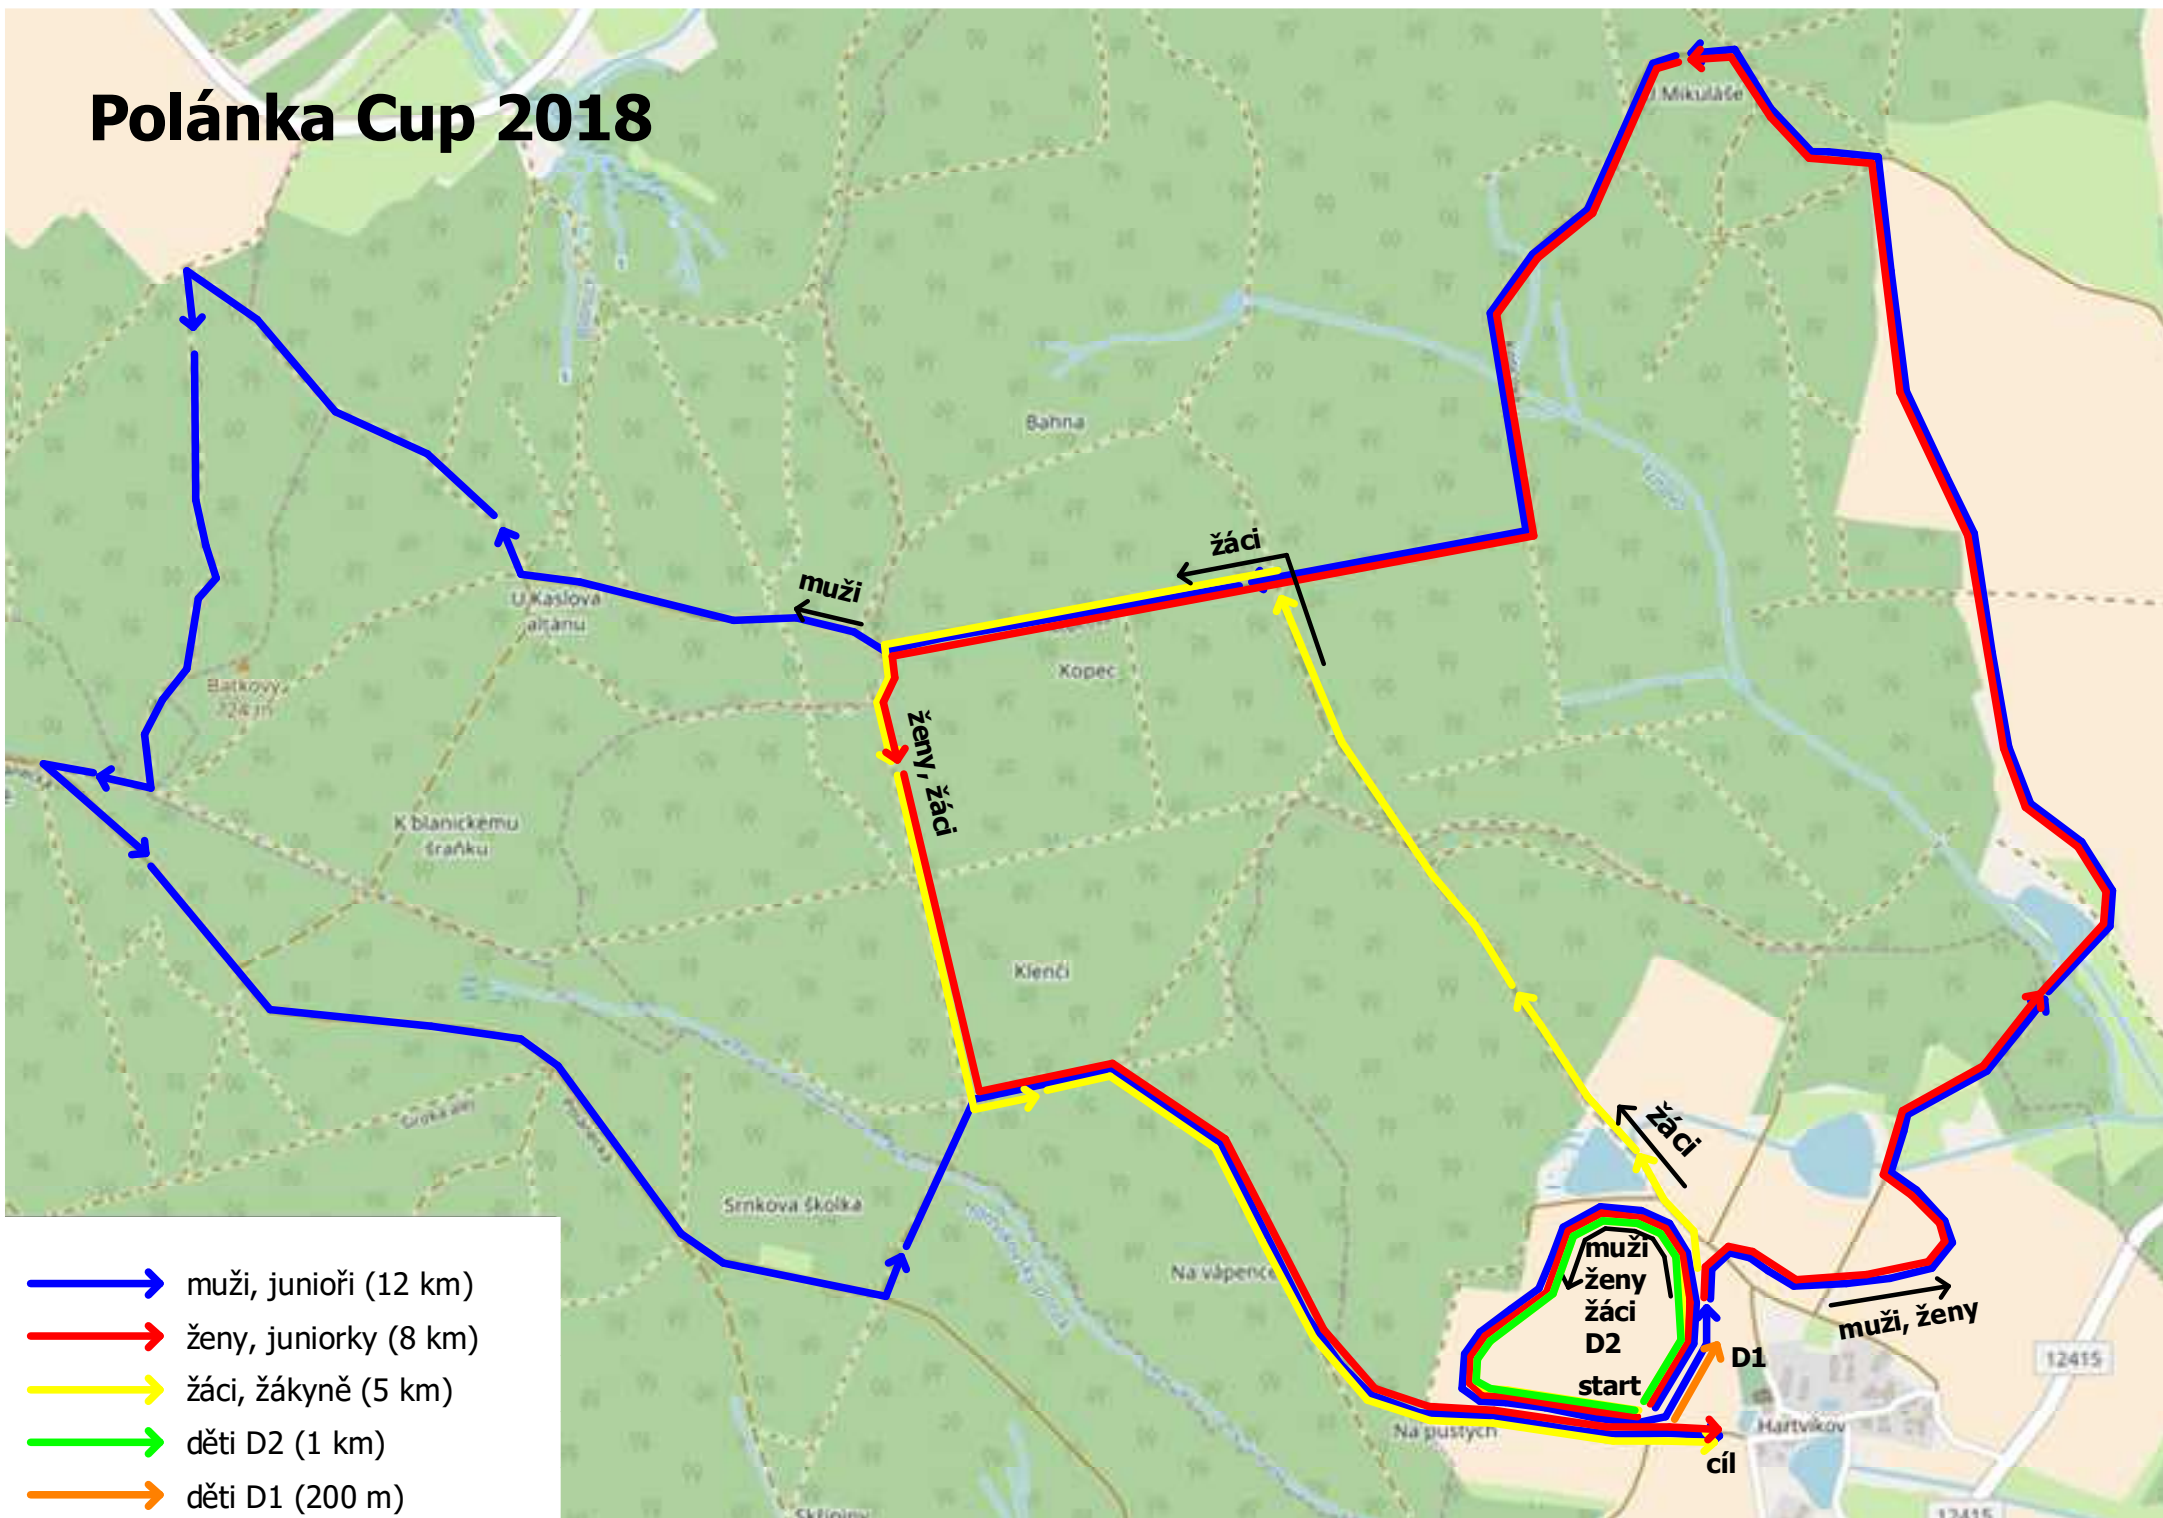 Polánka Cup 2018
Mikuláše
Bahna
žáci
muži
U Kaslova
altánu
Kopec
Batkovy
724 m
ženy, žáci
K blanickému
šraňku
Klenčí
žáci
Srnkova školka
Na vápence
muži
ženy
žáci
D2
start
D1
muži, ženy
12415
Hartvíkov
Na pustých
cíl
12415
muži, junioři (12 km)
ženy, juniorky (8 km)
žáci, žákyně (5 km)
děti D2 (1 km)
děti D1 (200 m)